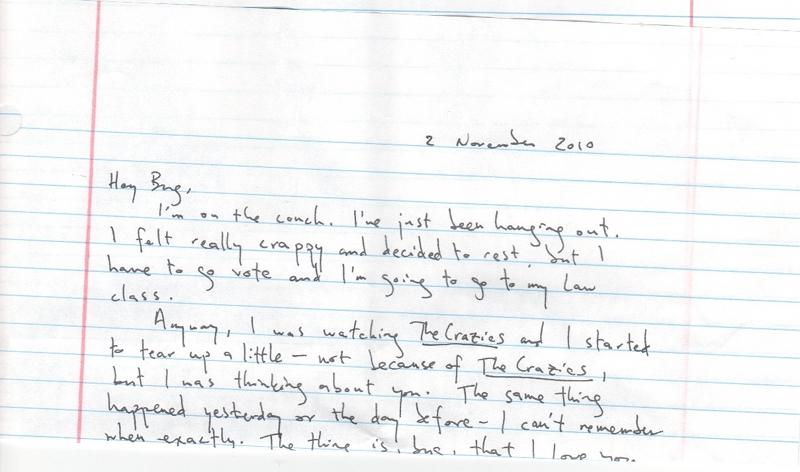 2 November 2010
Hey Bug,
I'm on the couch. I've just been hanging out.
I felt really crappy and decided to rest, but I
have to go vote and I'm going to go to my Law
class.
Anyway, I was watching The Crazies and I started
to tear up a little – not because of The Crazies,
but I was thinking about you. The same thing
happened yesterday or the day before – I can't remember
when exactly. The thing is, bug, that I love you.